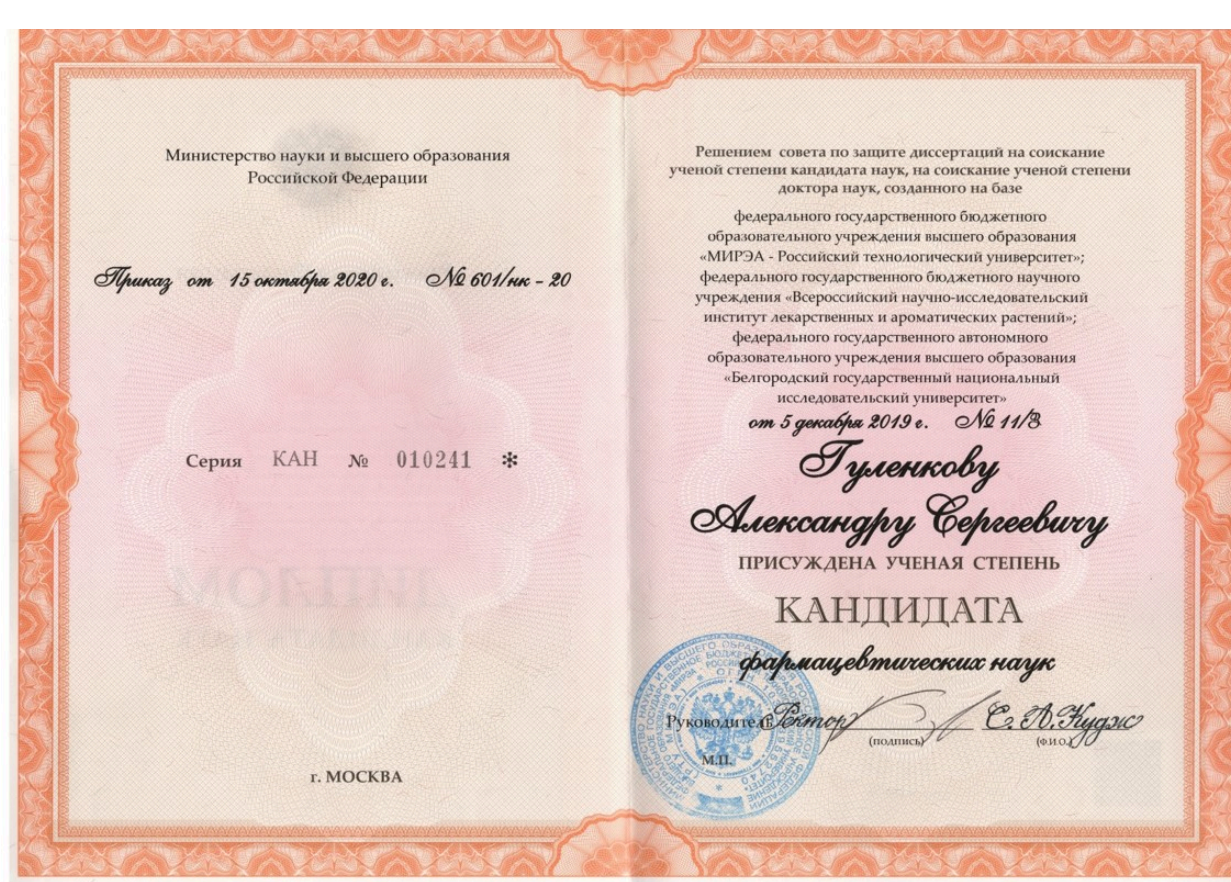 Министерство науки и высшего образования
Российской Федерации
Приказ от 15 октября 2020 г. № 601/нк - 20
Серия КАН № 010241 *
ДИПЛОМ
г. МОСКВА
Решением совета по защите диссертаций на соискание
ученой степени кандидата наук, на соискание ученой степени
доктора наук, созданного на базе
федерального государственного бюджетного
образовательного учреждения высшего образования
«МИРЭА - Российский технологический университет»;
федерального государственного бюджетного научного
учреждения «Всероссийский научно-исследовательский
институт лекарственных и ароматических растений»;
федерального государственного автономного
образовательного учреждения высшего образования
«Белгородский государственный национальный
исследовательский университет»
от 5 декабря 2019 г. № 11/З
Гуленкову
Александру Сергеевичу
ПРИСУЖДЕНА УЧЕНАЯ СТЕПЕНЬ
КАНДИДАТА
фармацевтических наук
Руководитель Ректор С. А. Кудж
(подпись) (Ф.И.О.)
М.П.